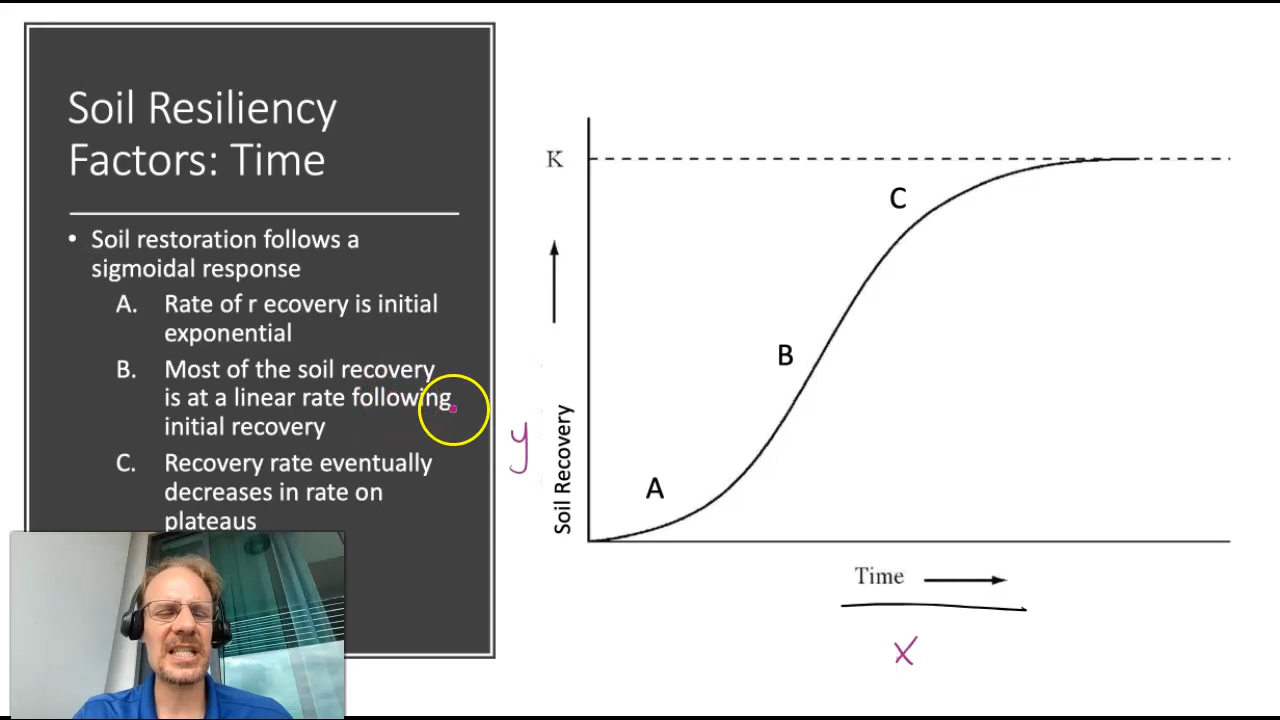 Soil Resiliency
Factors: Time
• Soil restoration follows a
sigmoidal response
A. Rate of r ecovery is initial
exponential
B. Most of the soil recovery
is at a linear rate following
initial recovery
C. Recovery rate eventually
decreases in rate on
plateaus
K
C
B
A
Soil Recovery
y
Time
x